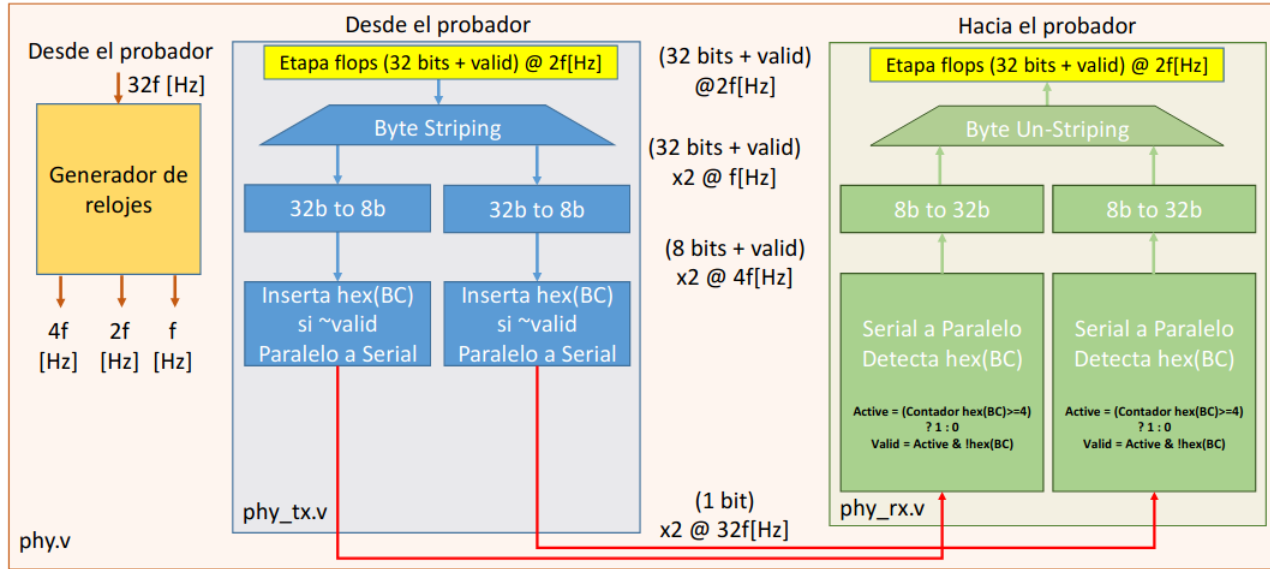 Desde el probador
32f [Hz]
Generador de
relojes
4f
[Hz]
2f
[Hz]
f
[Hz]
phy.v
Desde el probador
Etapa flops (32 bits + valid) @ 2f[Hz]
Byte Striping
32b to 8b
32b to 8b
Inserta hex(BC)
si ~valid
Paralelo a Serial
Inserta hex(BC)
si ~valid
Paralelo a Serial
phy_tx.v
(32 bits + valid)
@2f[Hz]
(32 bits + valid)
x2 @ f[Hz]
(8 bits + valid)
x2 @ 4f[Hz]
(1 bit)
x2 @ 32f[Hz]
Hacia el probador
Etapa flops (32 bits + valid) @ 2f[Hz]
Byte Un-Striping
8b to 32b
8b to 32b
Serial a Paralelo
Detecta hex(BC)
Active = (Contador hex(BC)>=4)
? 1 : 0
Valid = Active & !hex(BC)
Serial a Paralelo
Detecta hex(BC)
Active = (Contador hex(BC)>=4)
? 1 : 0
Valid = Active & !hex(BC)
phy_rx.v